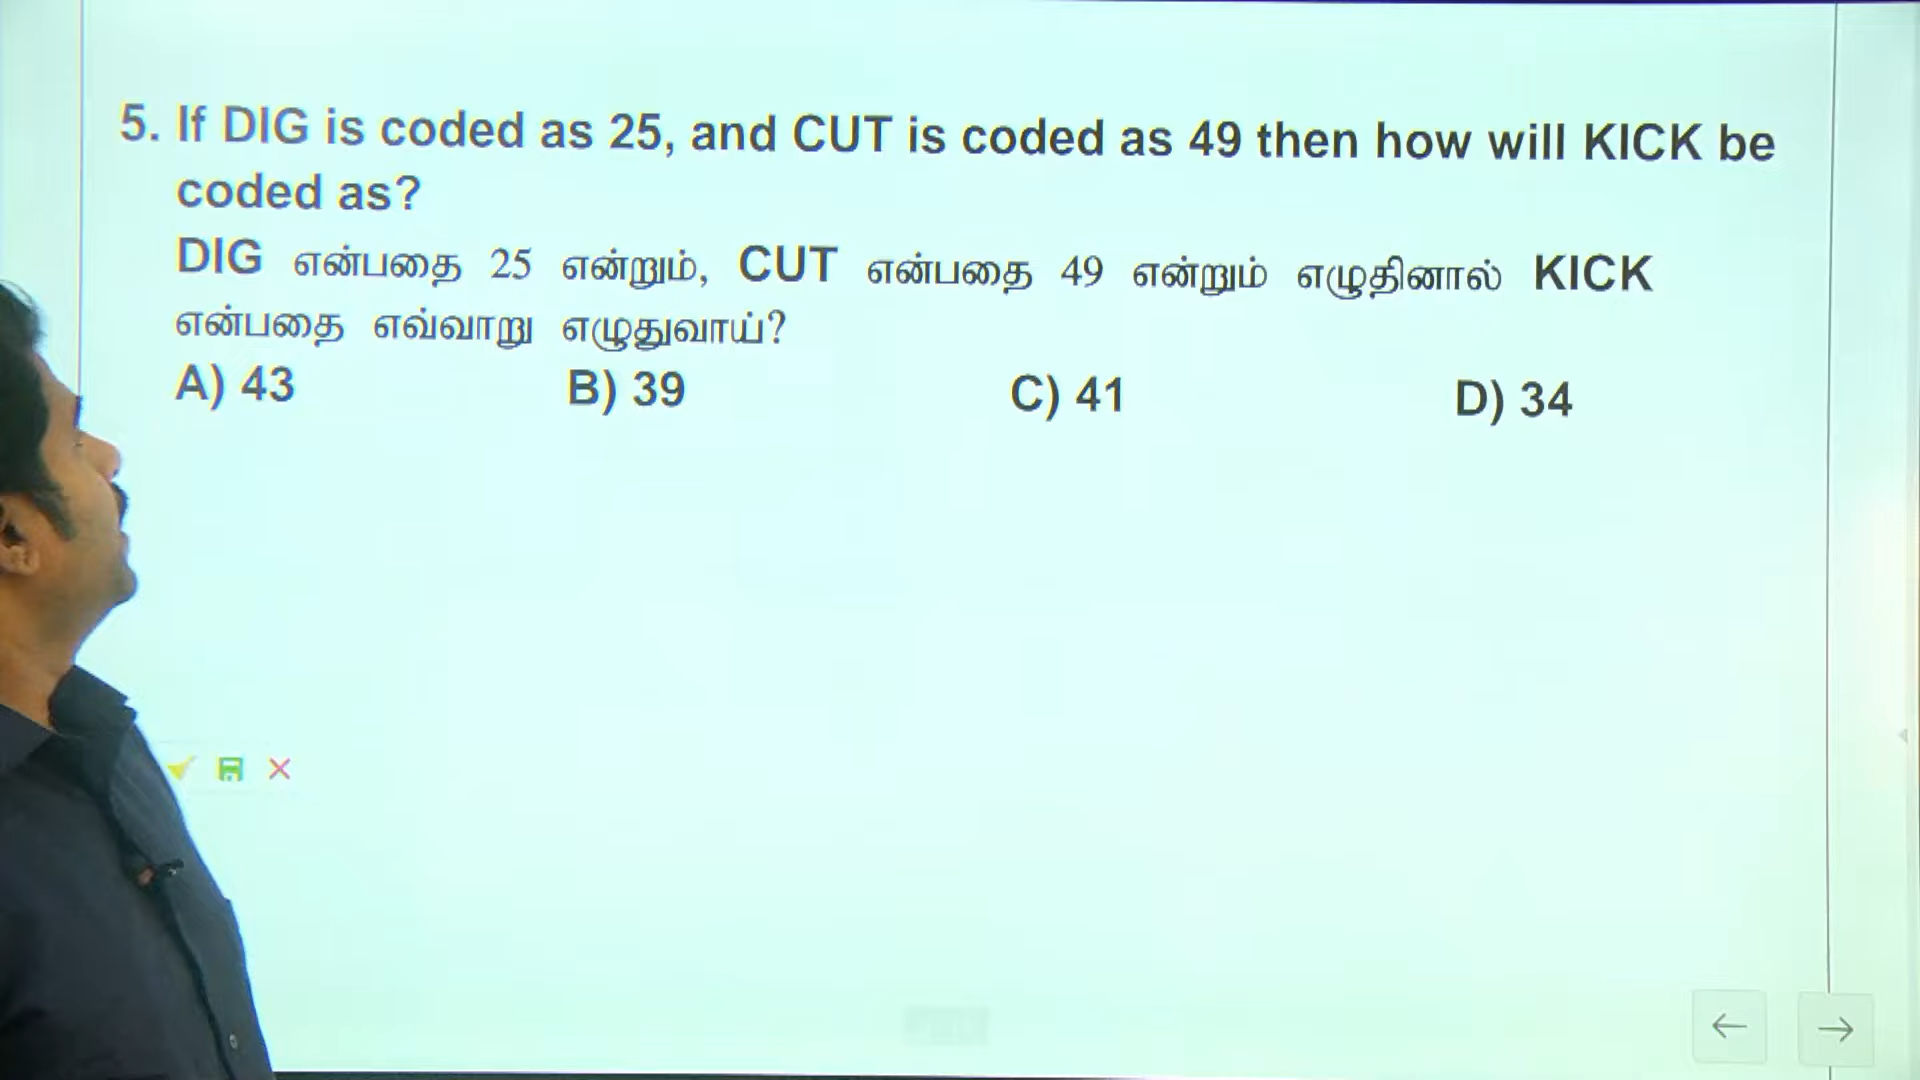 5. If DIG is coded as 25, and CUT is coded as 49 then how will KICK be
coded as?
DIG என்பதை 25 என்றும், CUT என்பதை 49 என்றும் எழுதினால் KICK
என்பதை எவ்வாறு எழுதுவாய்?
A) 43 B) 39 C) 41 D) 34